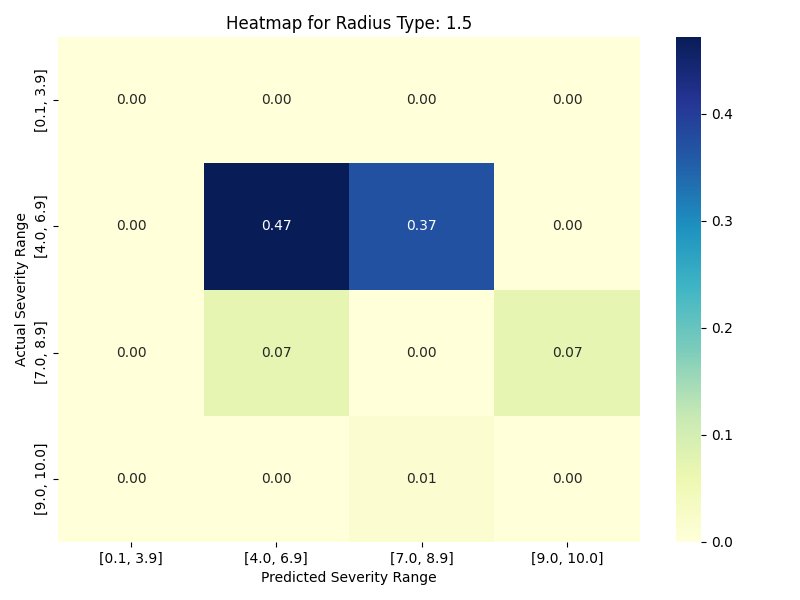 Heatmap for Radius Type: 1.5
Actual Severity Range
[0.1, 3.9] 0.00 0.00 0.00 0.00
[4.0, 6.9] 0.00 0.47 0.37 0.00
[7.0, 8.9] 0.00 0.07 0.00 0.07
[9.0, 10.0] 0.00 0.00 0.01 0.00
[0.1, 3.9] [4.0, 6.9] [7.0, 8.9] [9.0, 10.0]
Predicted Severity Range
0.4
0.3
0.2
0.1
0.0